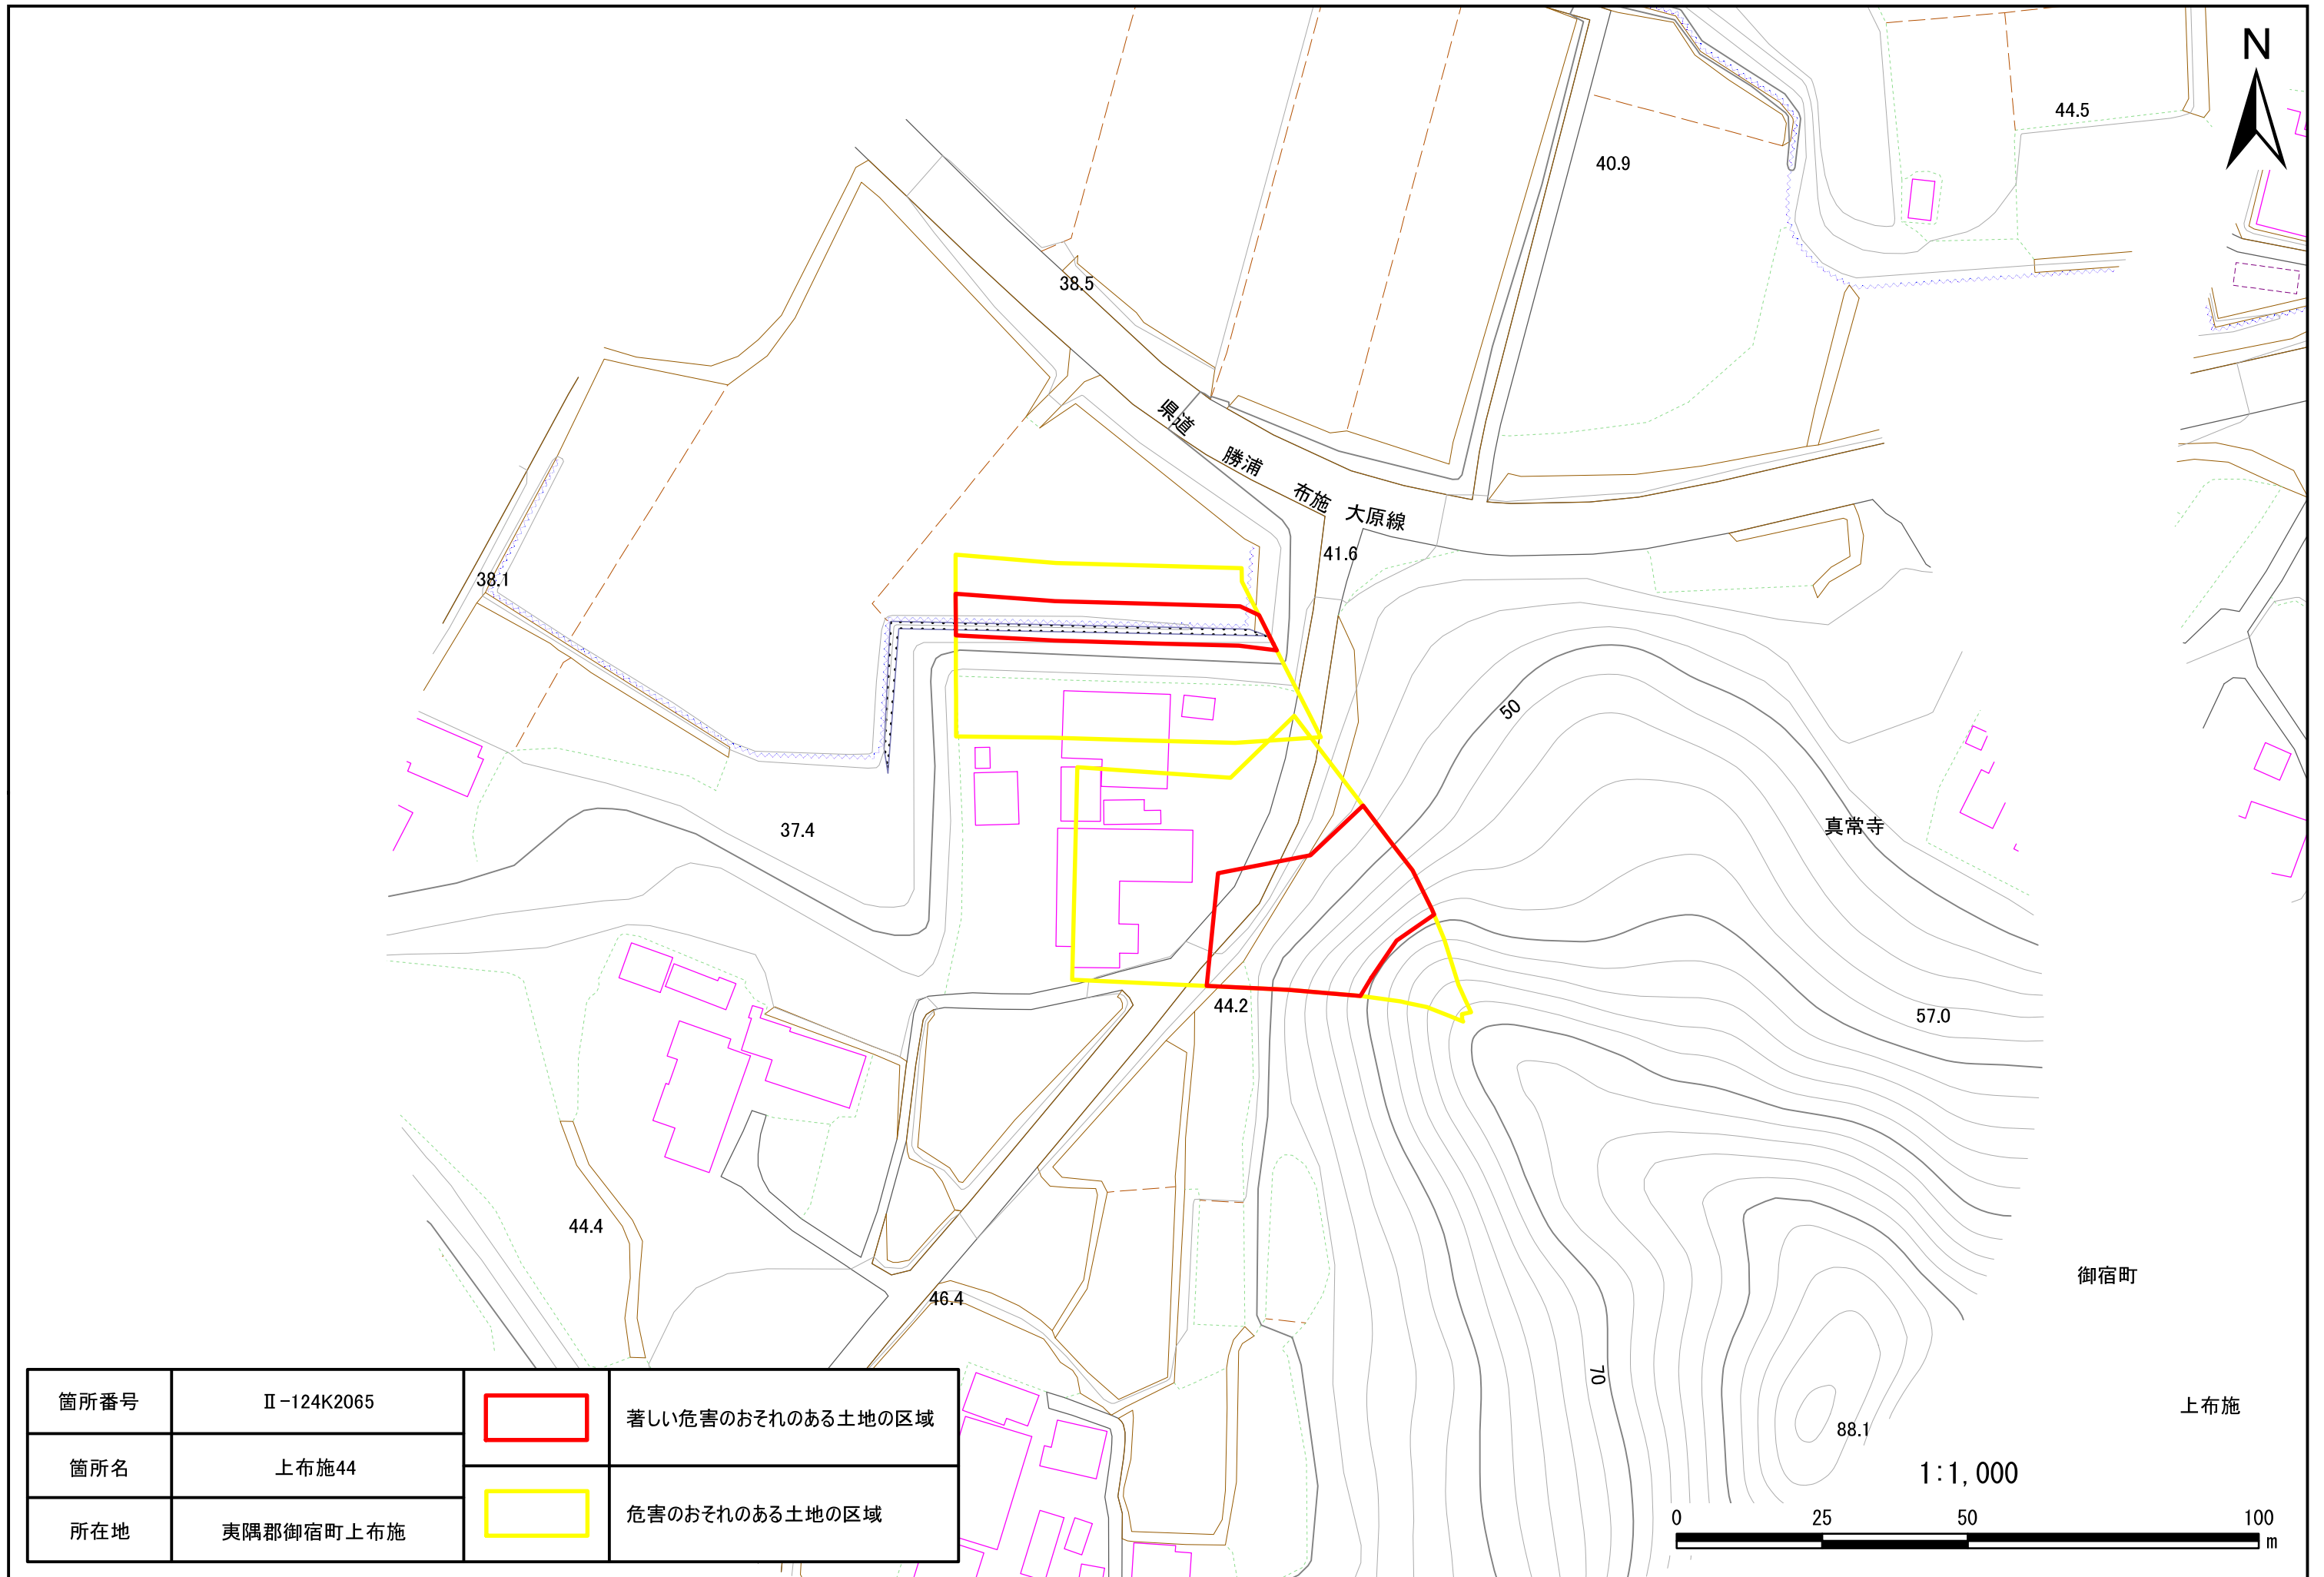 N
44.5
40.9
38.5
県道 勝浦 布施 大原線
41.6
38.1
50
37.4
真常寺
44.2
57.0
44.4
御宿町
46.4
70
上布施
88.1
箇所番号 Ⅱ-124K2065
箇所名 上布施44
所在地 夷隅郡御宿町上布施
著しい危害のおそれのある土地の区域
危害のおそれのある土地の区域
1:1,000
0 25 50 100
m